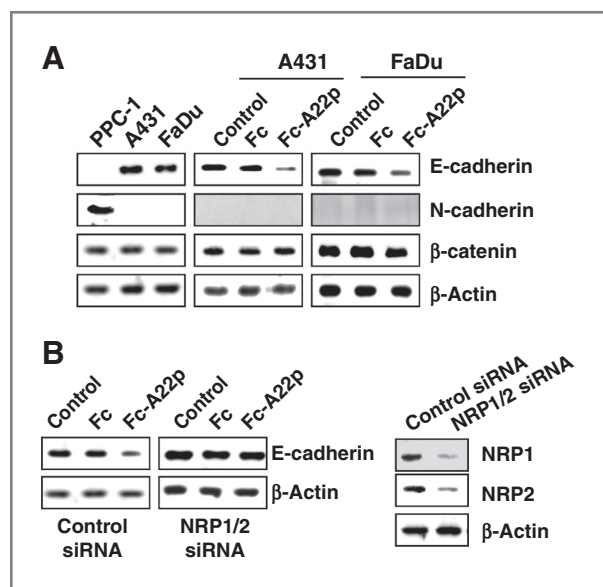 A
A431
FaDu
PPC-1
A431
FaDu
Control
Fc
Fc-A22p
Control
Fc
Fc-A22p
E-cadherin
N-cadherin
β-catenin
β-Actin
B
Control
Fc
Fc-A22p
Control
Fc
Fc-A22p
E-cadherin
β-Actin
Control
siRNA
NRP1/2
siRNA
Control siRNA
NRP1/2 siRNA
NRP1
NRP2
β-Actin